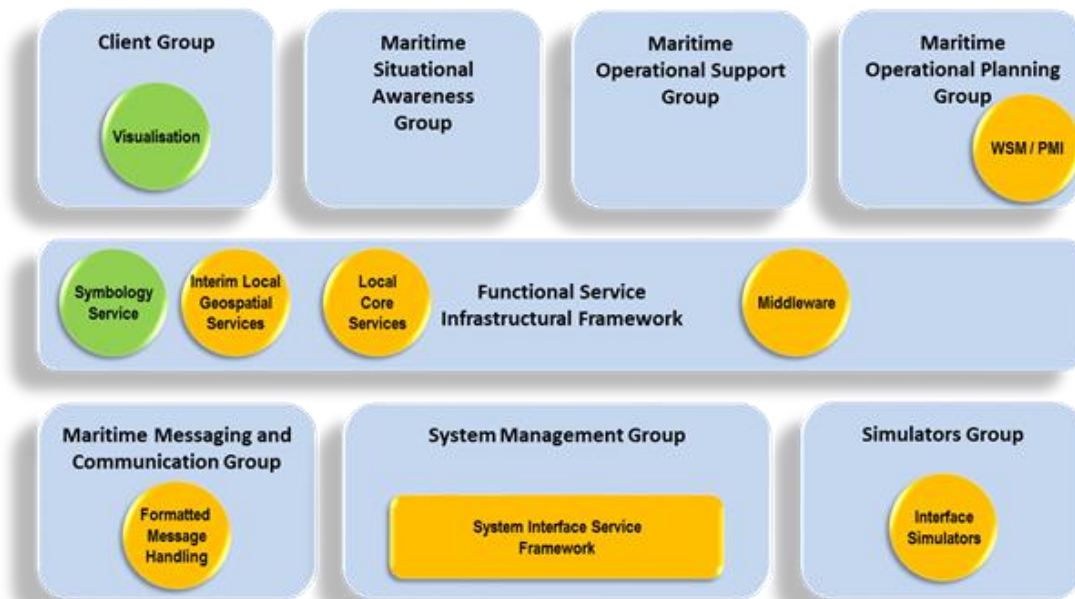 Client Group
Visualisation
Maritime
Situational
Awareness
Group
Maritime
Operational Support
Group
Maritime
Operational Planning
Group
WSM / PMI
Symbology
Service
Interim Local
Geospatial
Services
Local
Core
Services
Functional Service
Infrastructural Framework
Middleware
Maritime Messaging and
Communication Group
Formatted
Message
Handling
System Management Group
System Interface Service
Framework
Simulators Group
Interface
Simulators